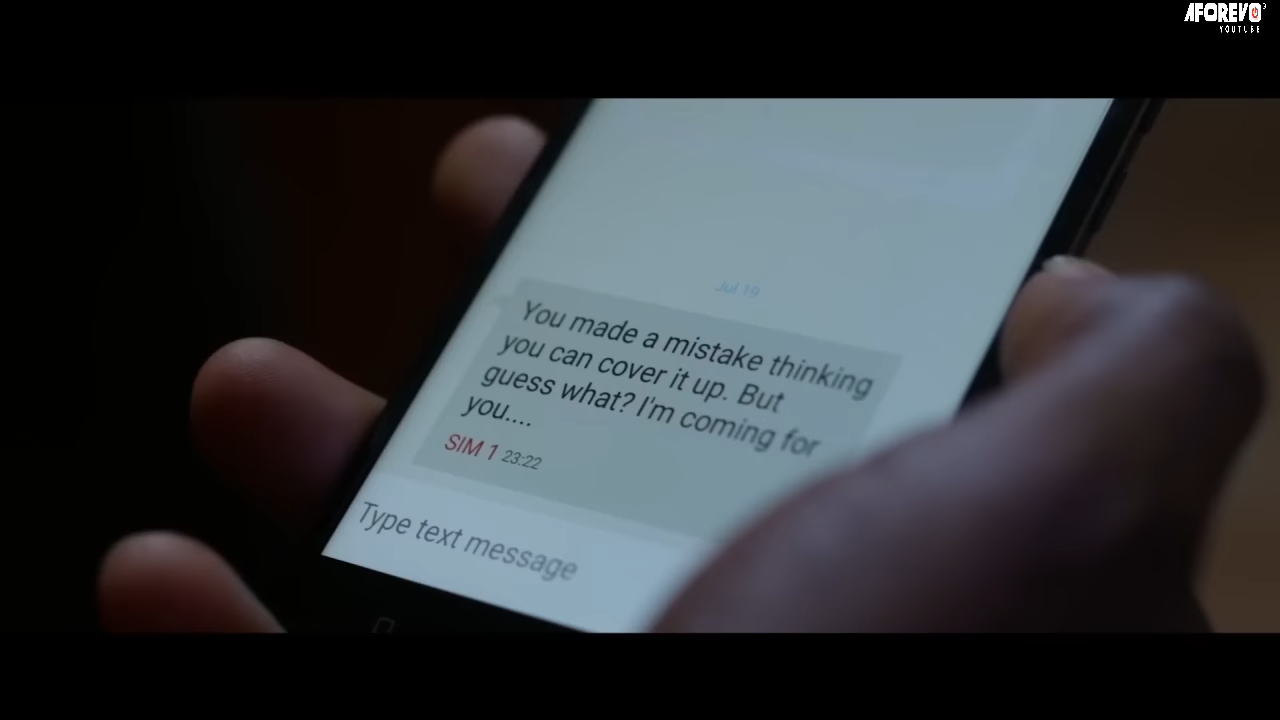 AFOREVO
YOUTUBE
Jul 19
You made a mistake thinking
you can cover it up. But
guess what? I'm coming for
you....
SIM 1 23:22
Type text message